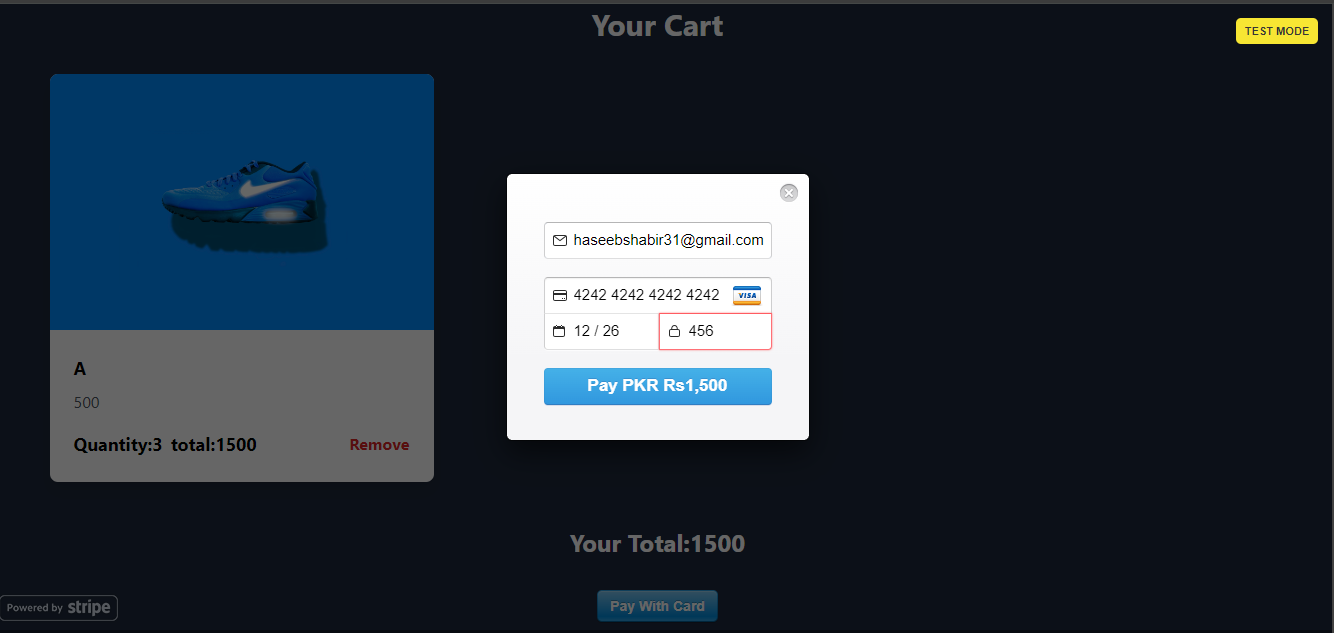 Your Cart
TEST MODE
haseebshabir31@gmail.com
4242 4242 4242 4242 VISA
12 / 26 456
Pay PKR Rs1,500
A
500
Quantity:3 total:1500 Remove
Your Total:1500
Pay With Card
Powered by stripe